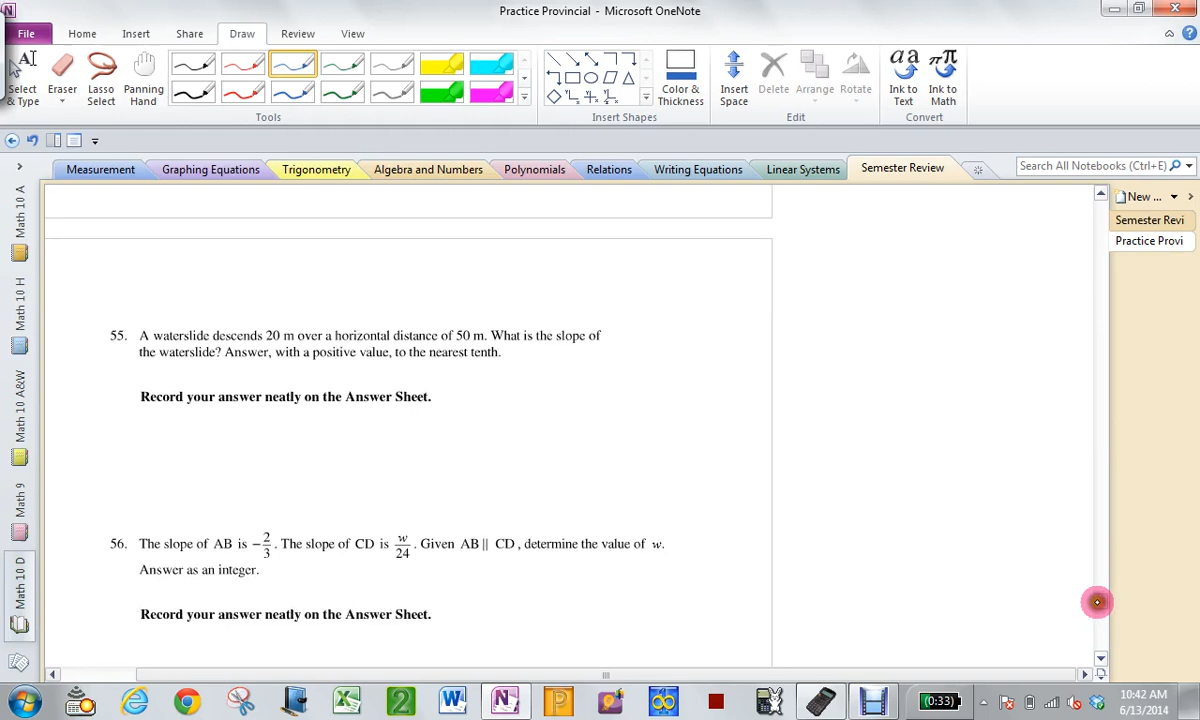 Practice Provincial - Microsoft OneNote
File Home Insert Share Draw Review View
Select & Type
Eraser
Lasso Select
Panning Hand
Color & Thickness
Insert Space
Delete
Arrange
Rotate
Ink to Text
Ink to Math
Tools
Insert Shapes
Edit
Convert
Measurement Graphing Equations Trigonometry Algebra and Numbers Polynomials Relations Writing Equations Linear Systems Semester Review
Search All Notebooks (Ctrl+E)
New ...
Semester Revi
Practice Provi
Math 10 A
Math 10 H
Math 10 A&W
Math 9
Math 10 D
55. A waterslide descends 20 m over a horizontal distance of 50 m. What is the slope of
the waterslide? Answer, with a positive value, to the nearest tenth.
Record your answer neatly on the Answer Sheet.
56. The slope of AB is −2/3. The slope of CD is w/24. Given AB || CD, determine the value of w.
Answer as an integer.
Record your answer neatly on the Answer Sheet.
(0:33)
10:42 AM
6/13/2014